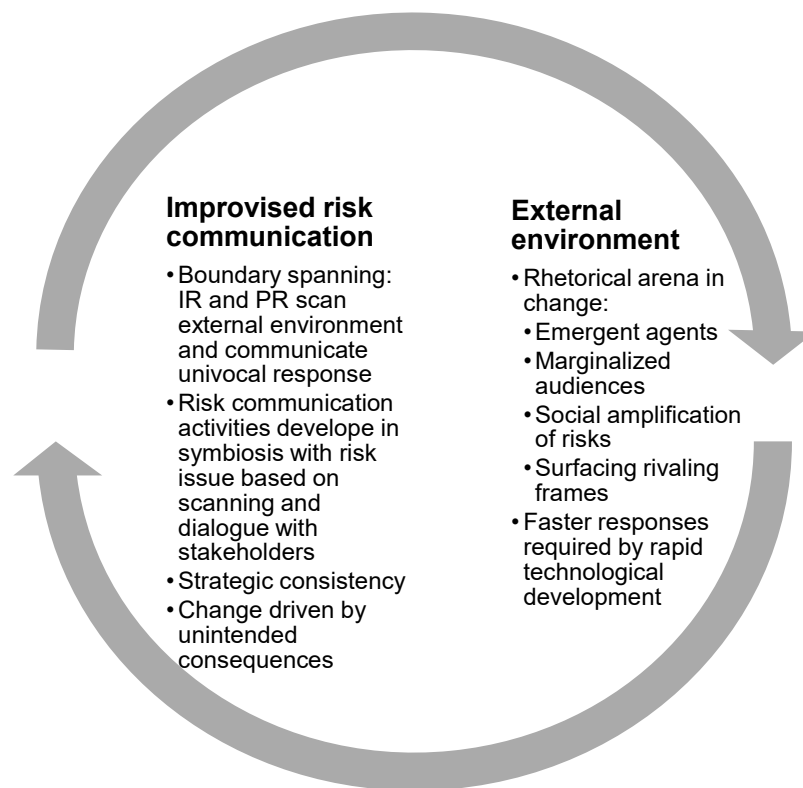 Improvised risk
communication
•Boundary spanning:
IR and PR scan
external environment
and communicate
univocal response
•Risk communication
activities develope in
symbiosis with risk
issue based on
scanning and
dialogue with
stakeholders
•Strategic consistency
•Change driven by
unintended
consequences
External
environment
•Rhetorical arena in
change:
•Emergent agents
•Marginalized
audiences
•Social amplification
of risks
•Surfacing rivaling
frames
•Faster responses
required by rapid
technological
development